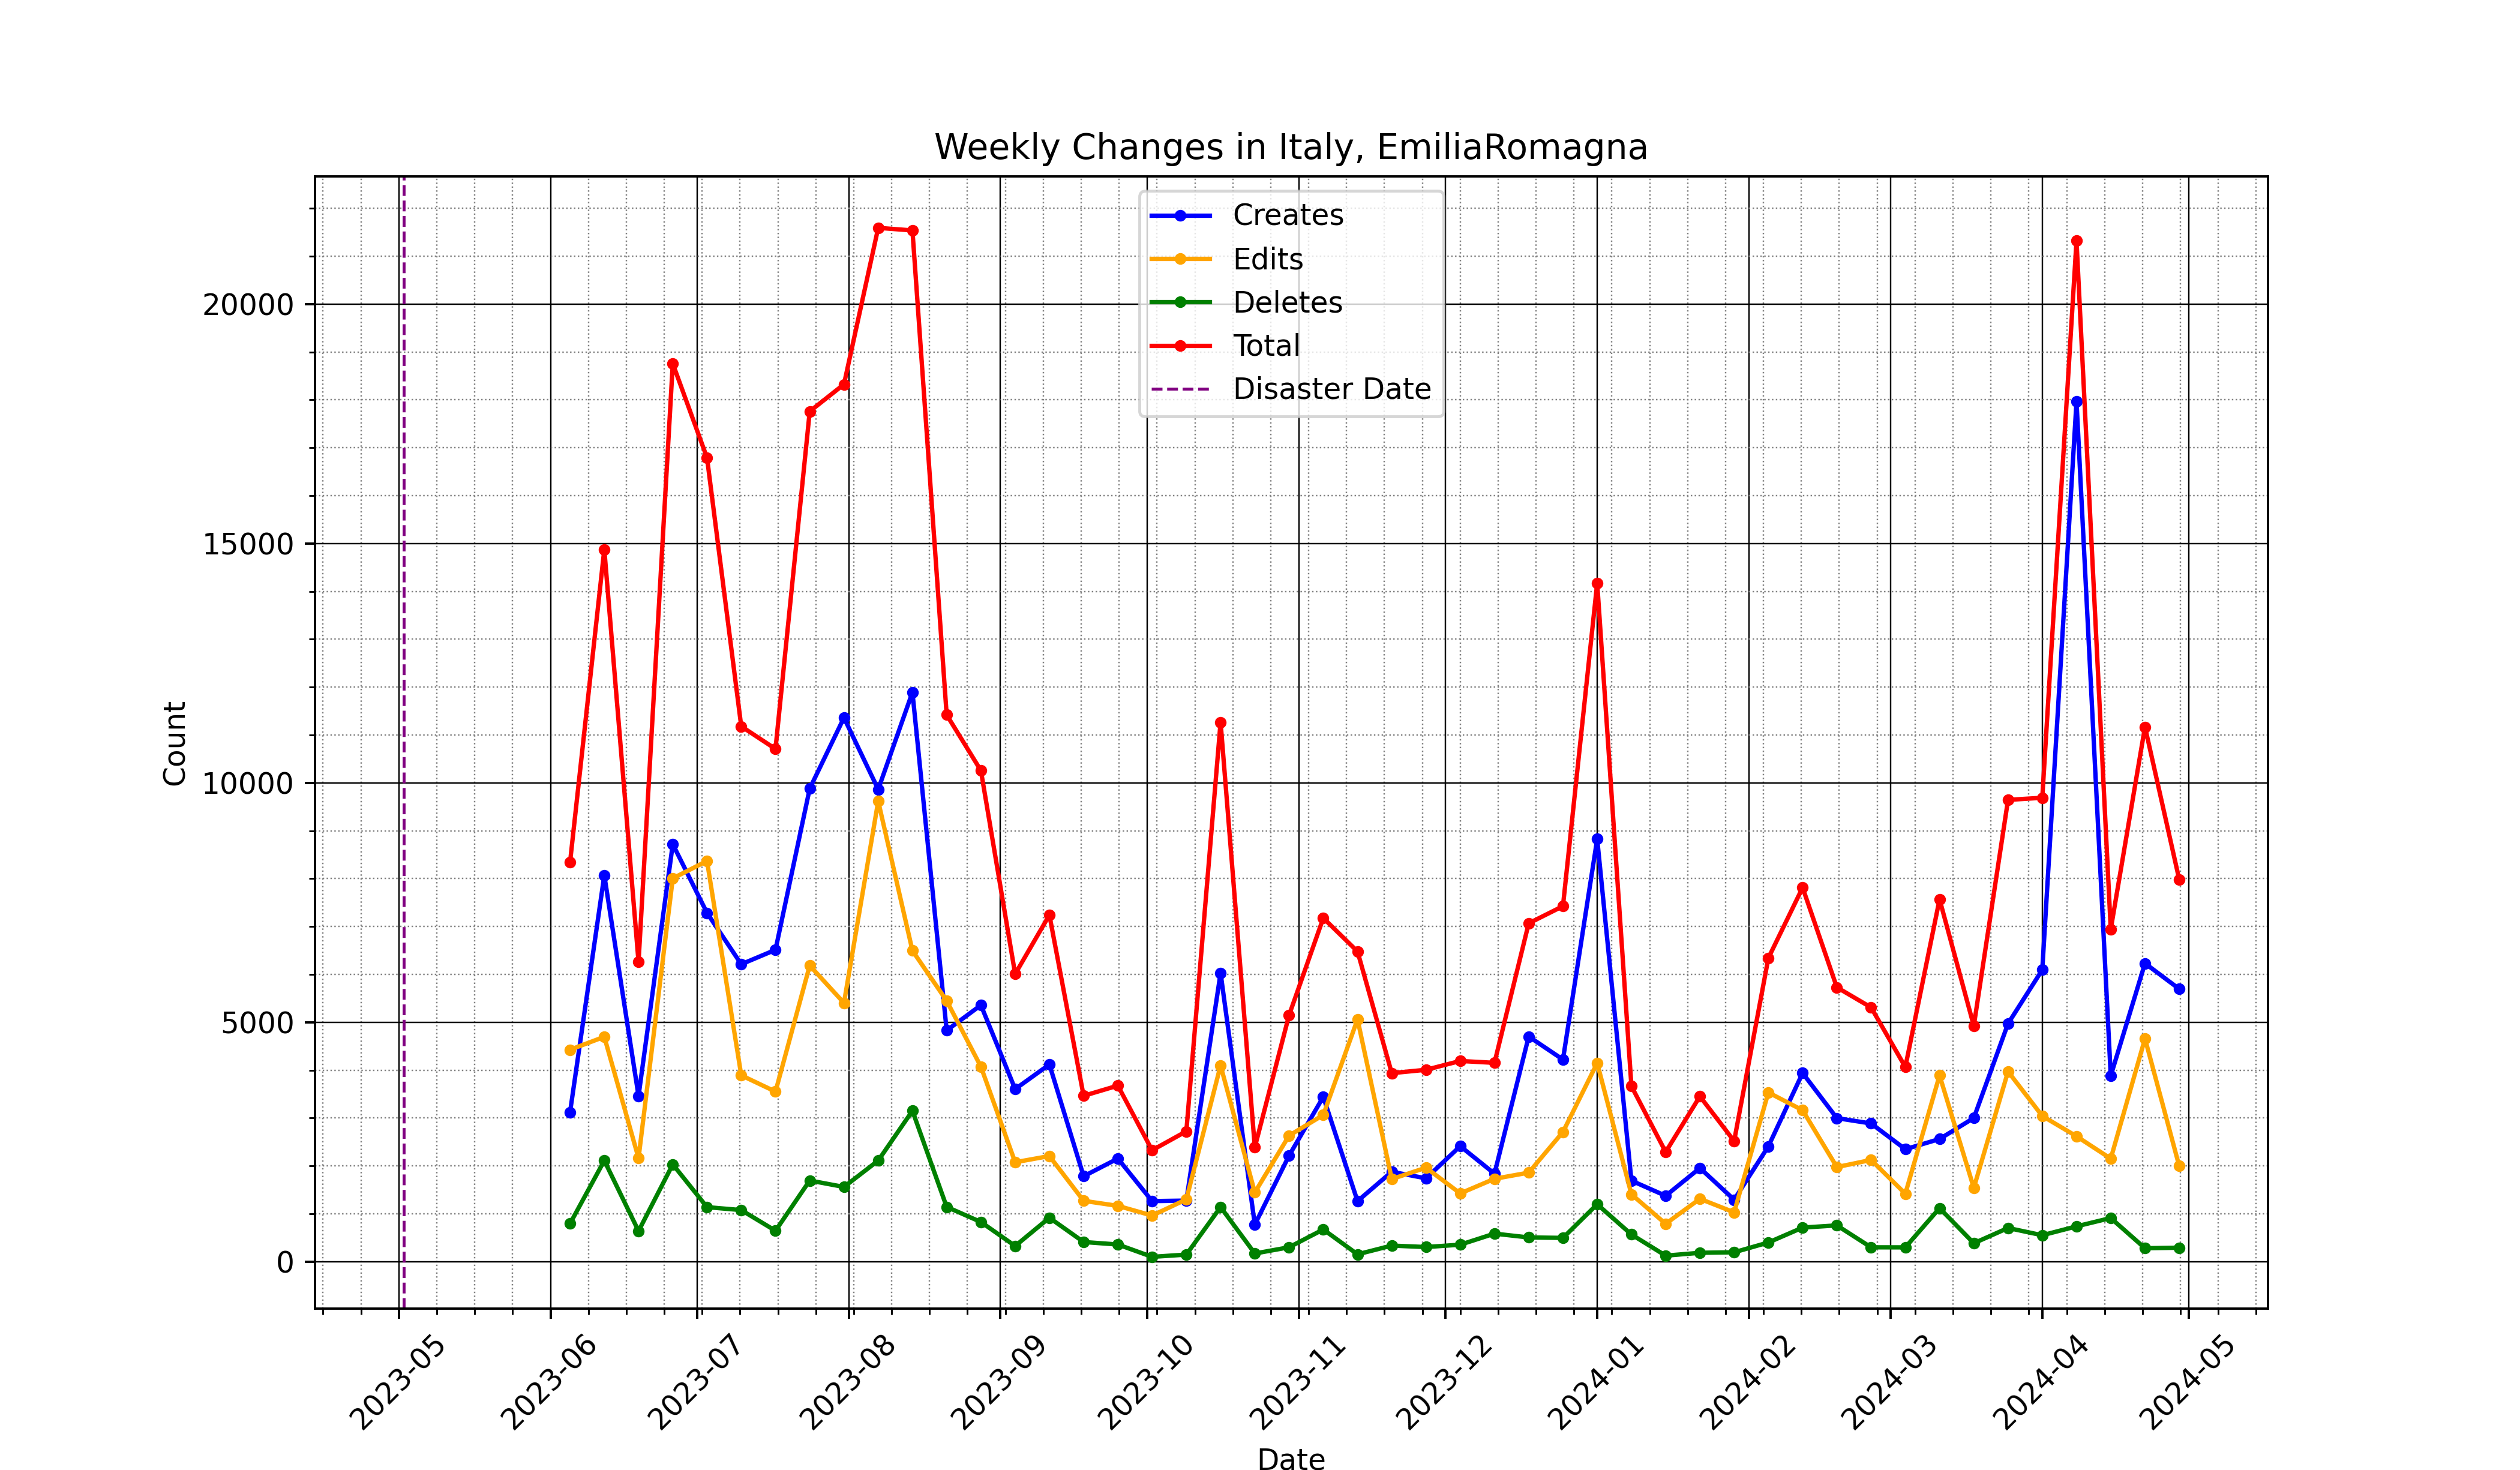 Weekly Changes in Italy, EmiliaRomagna
Creates
Edits
Deletes
Total
Disaster Date
Count
20000
15000
10000
5000
0
2023-05
2023-06
2023-07
2023-08
2023-09
2023-10
2023-11
2023-12
2024-01
2024-02
2024-03
2024-04
2024-05
Date